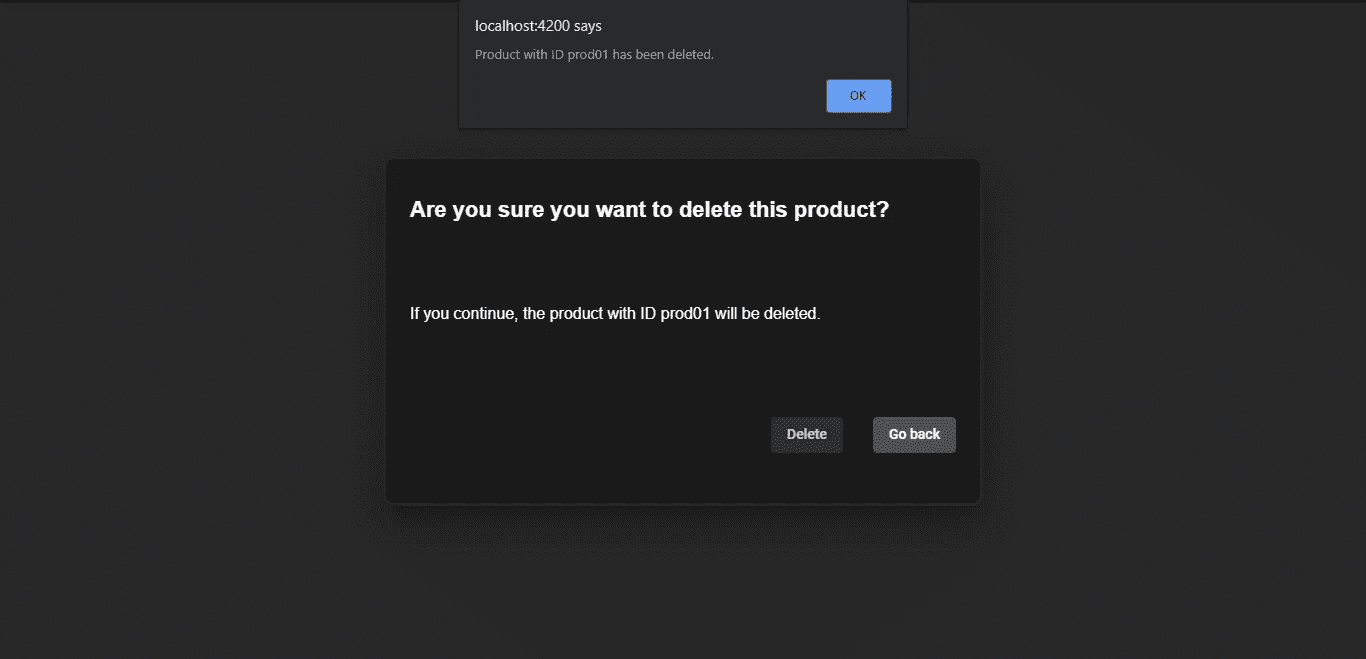 localhost:4200 says
Product with ID prod01 has been deleted.
OK
Are you sure you want to delete this product?
If you continue, the product with ID prod01 will be deleted.
Delete
Go back